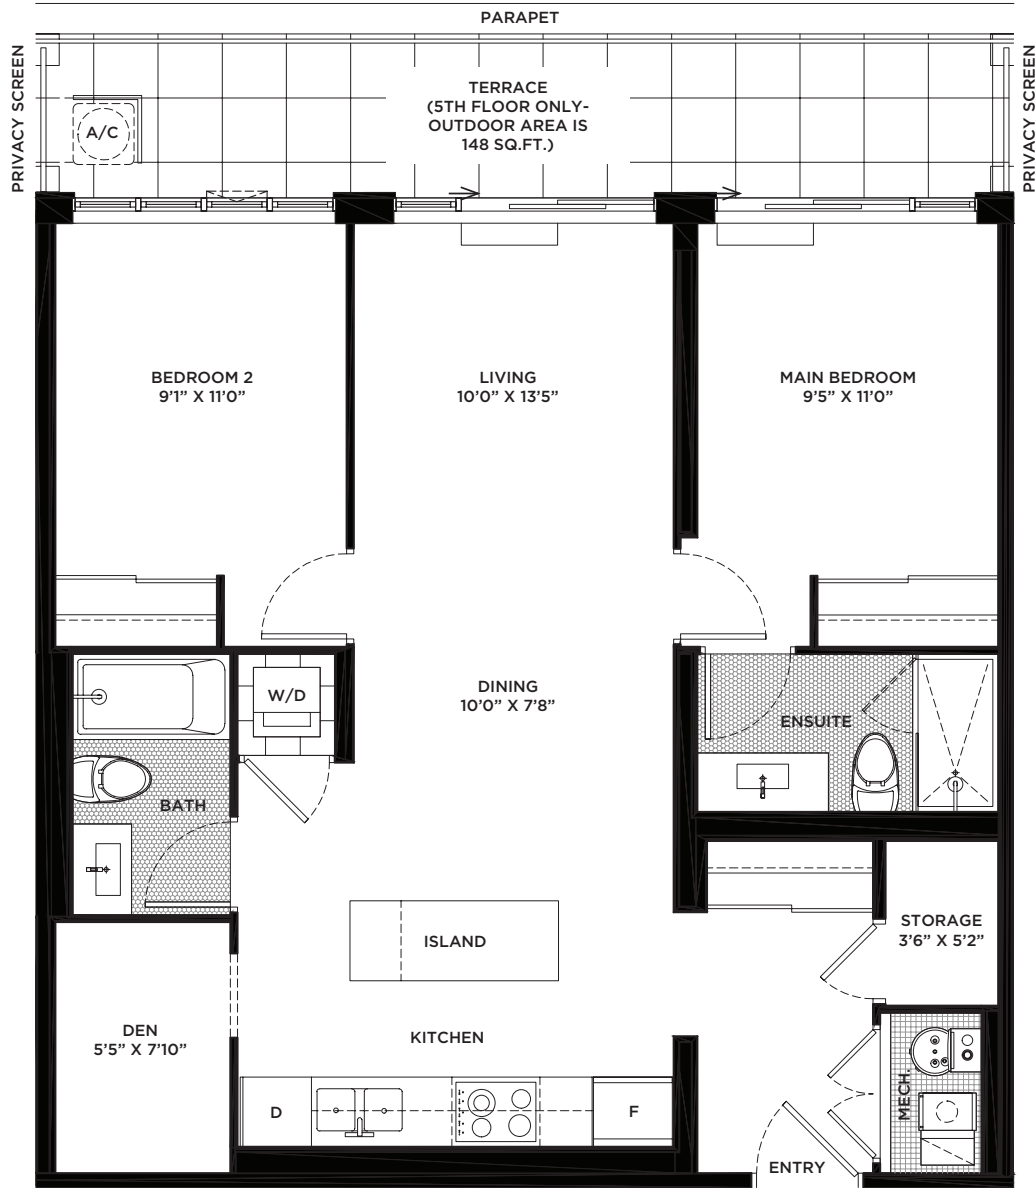 PARAPET
PRIVACY SCREEN
PRIVACY SCREEN
TERRACE
(5TH FLOOR ONLY-
OUTDOOR AREA IS
148 SQ.FT.)
A/C
BEDROOM 2
9’1” X 11’0”
LIVING
10’0” X 13’5”
MAIN BEDROOM
9’5” X 11’0”
W/D
DINING
10’0” X 7’8”
ENSUITE
BATH
ISLAND
STORAGE
3’6” X 5’2”
DEN
5’5” X 7’10”
KITCHEN
MECH.
D
F
ENTRY